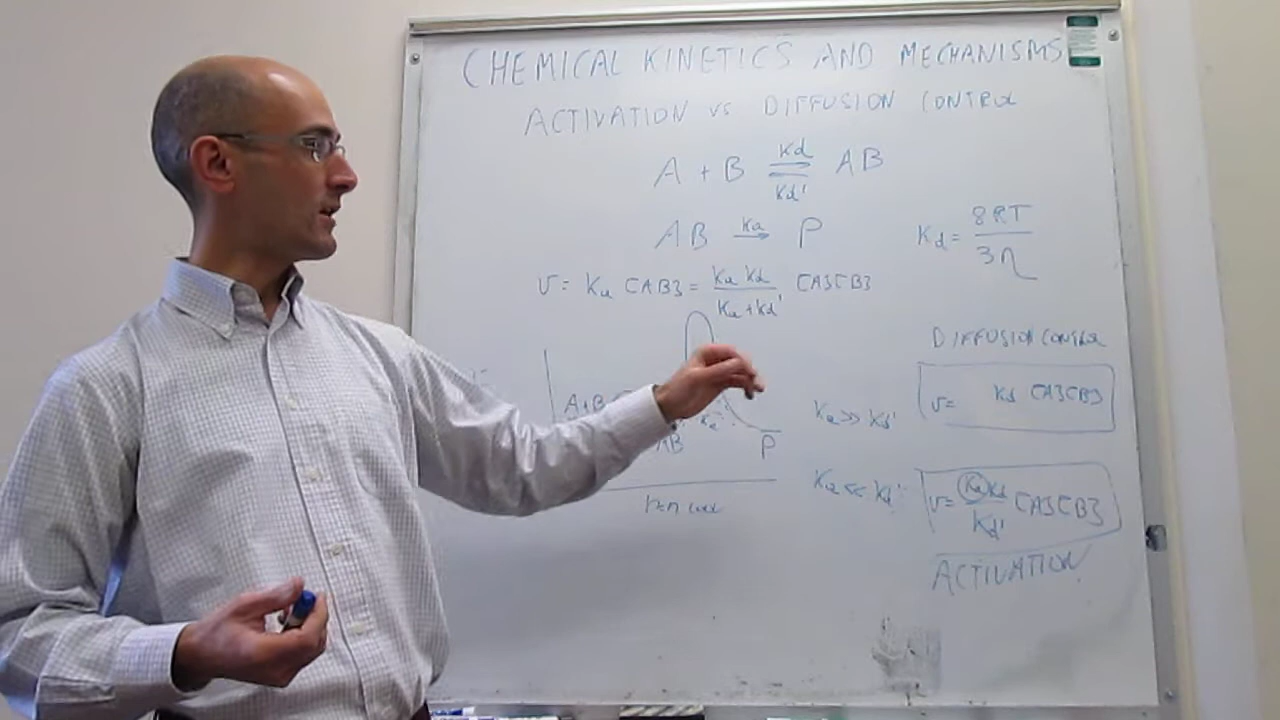 CHEMICAL KINETICS AND MECHANISMS
ACTIVATION vs DIFFUSION CONTROL
A + B ⇌ AB
Kd
Kd'
AB → P
Ka
Kd = 8RT / 3η
v = Ka [AB] = Ka Kd / Ka + Kd' [A][B]
DIFFUSION CONTROL
Ka >> Kd'
v = Kd [A][B]
A+B
AB
P
Ka << Kd'
v = Ka Kd / Kd' [A][B]
ACTIVATION